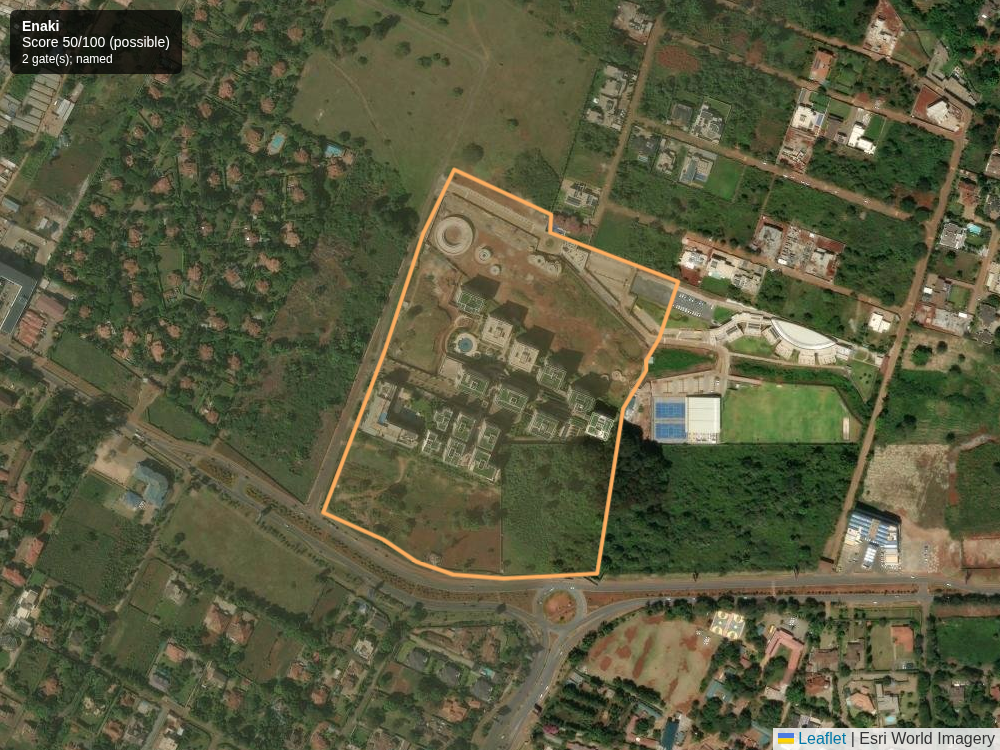 Enaki
Score 50/100 (possible)
2 gate(s); named
Leaflet | Esri World Imagery